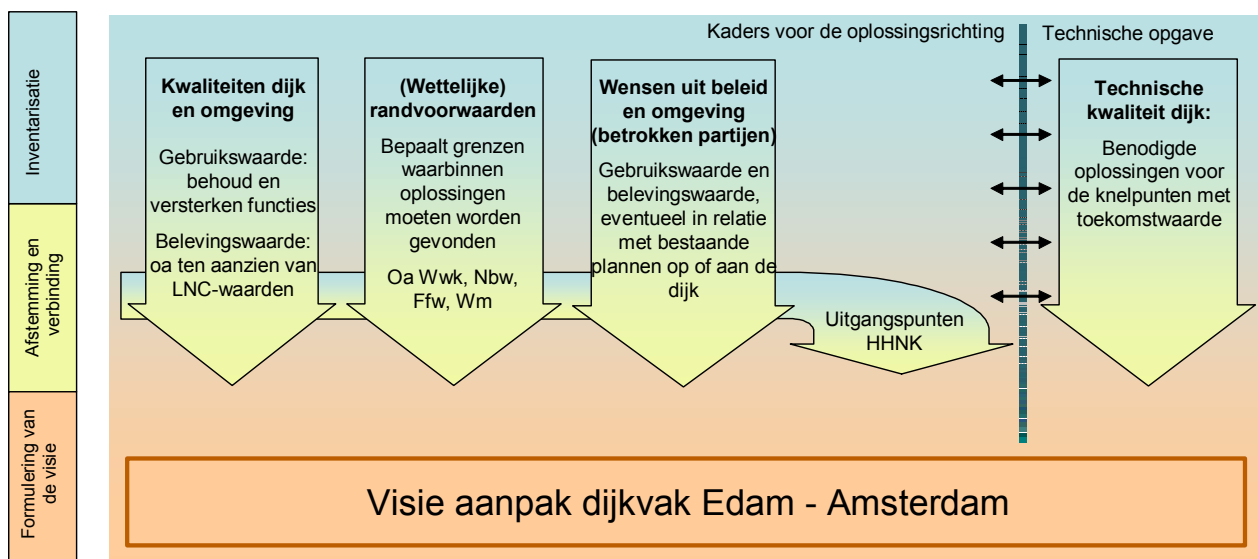 Inventarisatie
Afstemming en
verbinding
Formulering van
de visie
Kaders voor de oplossingsrichting
Technische opgave
Kwaliteiten dijk
en omgeving
Gebruikswaarde:
behoud en
versterken functies
Belevingswaarde:
oa ten aanzien van
LNC-waarden
(Wettelijke)
randvoorwaarden
Bepaalt grenzen
waarbinnen
oplossingen
moeten worden
gevonden
Oa Wwk, Nbw,
Ffw, Wm
Wensen uit beleid
en omgeving
(betrokken partijen)
Gebruikswaarde en
belevingswaarde,
eventueel in relatie
met bestaande
plannen op of aan de
dijk
Uitgangspunten
HHNK
Technische
kwaliteit dijk:
Benodigde
oplossingen voor
de knelpunten met
toekomstwaarde
Visie aanpak dijkvak Edam - Amsterdam